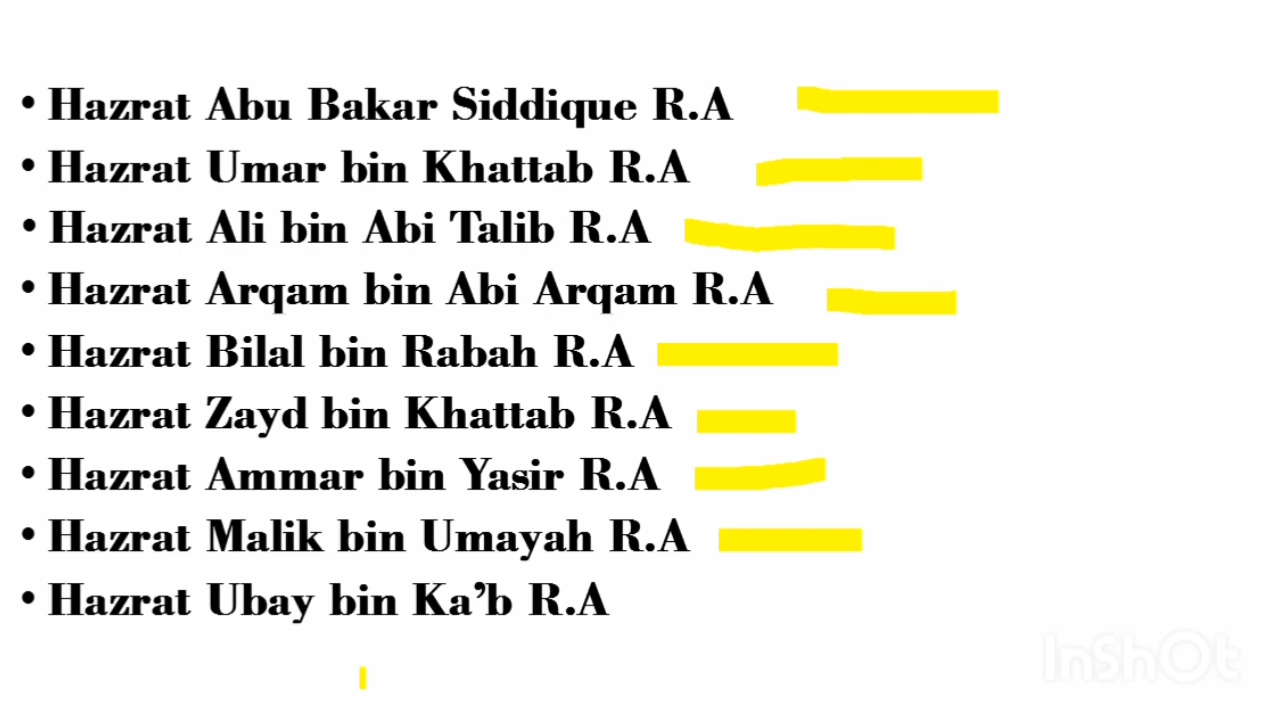 • Hazrat Abu Bakar Siddique R.A
• Hazrat Umar bin Khattab R.A
• Hazrat Ali bin Abi Talib R.A
• Hazrat Arqam bin Abi Arqam R.A
• Hazrat Bilal bin Rabah R.A
• Hazrat Zayd bin Khattab R.A
• Hazrat Ammar bin Yasir R.A
• Hazrat Malik bin Umayah R.A
• Hazrat Ubay bin Ka’b R.A
InShOt